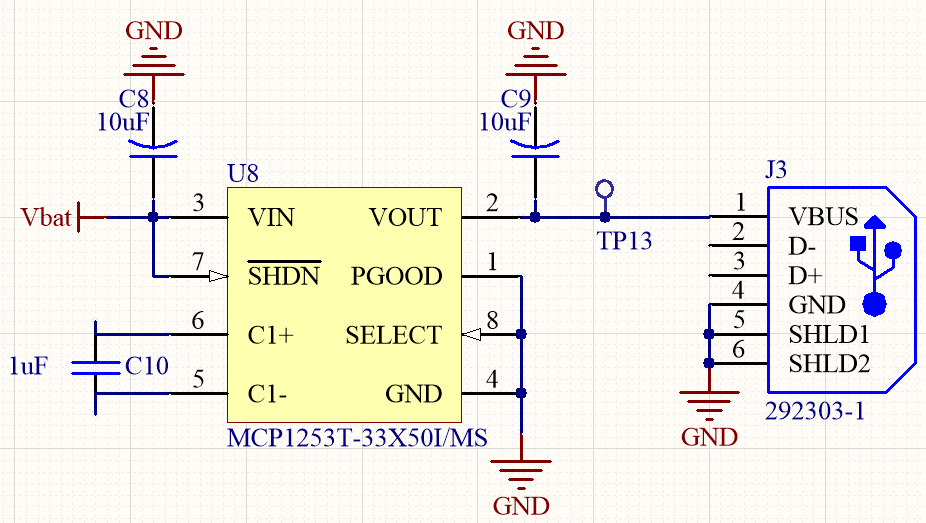 GND
GND
C8
10uF
C9
10uF
U8
J3
Vbat
3
VIN
VOUT
2
TP13
1
VBUS
7
SHDN
PGOOD
1
2
D-
3
D+
6
C1+
SELECT
8
4
GND
5
SHLD1
1uF
C10
6
SHLD2
5
C1-
GND
4
MCP1253T-33X50I/MS
292303-1
GND
GND